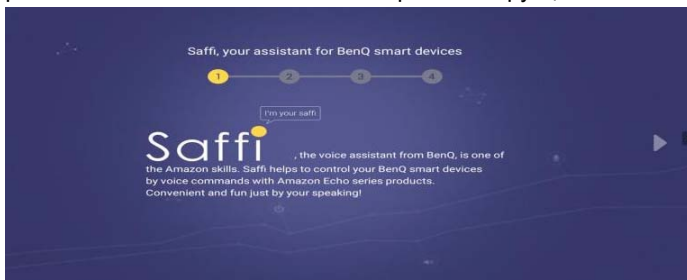 Saffi, your assistant for BenQ smart devices
1 2 3 4
I'm your saffi
Saffi , the voice assistant from BenQ, is one of
the Amazon skills. Saffi helps to control your BenQ smart devices
by voice commands with Amazon Echo series products.
Convenient and fun just by your speaking!